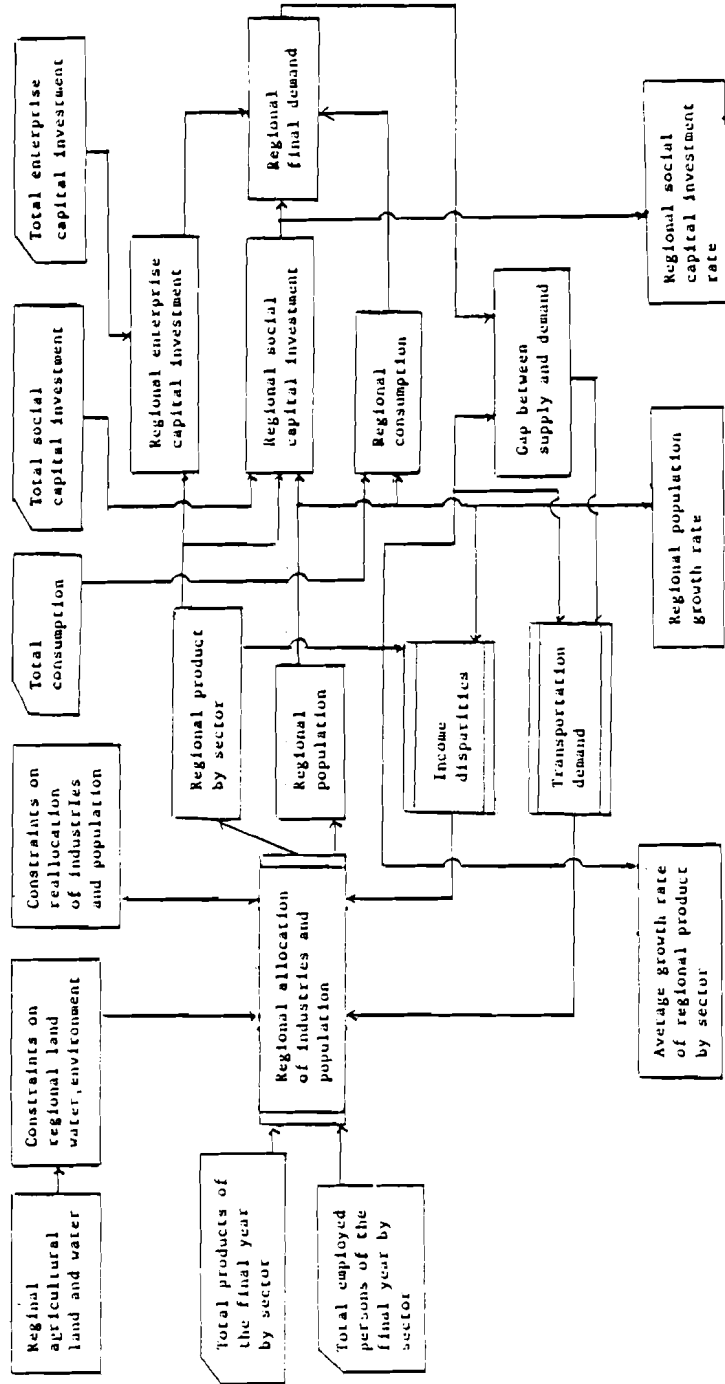 Reginal
agricultural
land and water
Constraints on
regional land
water,environment
Constraints on
reallocation
of industries
and population
Total
consumption
Total social
capital investment
Total enterprise
capital investment
Total products of
the final year
by sector
Total employed
persons of the
final year by
sector
Regional allocation
of industries and
population
Regional product
by sector
Regional
population
Regional enterprise
capital investment
Regional social
capital investment
Regional
consumption
Regional
final demand
Income
disparities
Transportation
demand
Gap between
supply and demand
Average growth rate
of regional product
by sector
Regional population
growth rate
Regional social
capital investment
rate